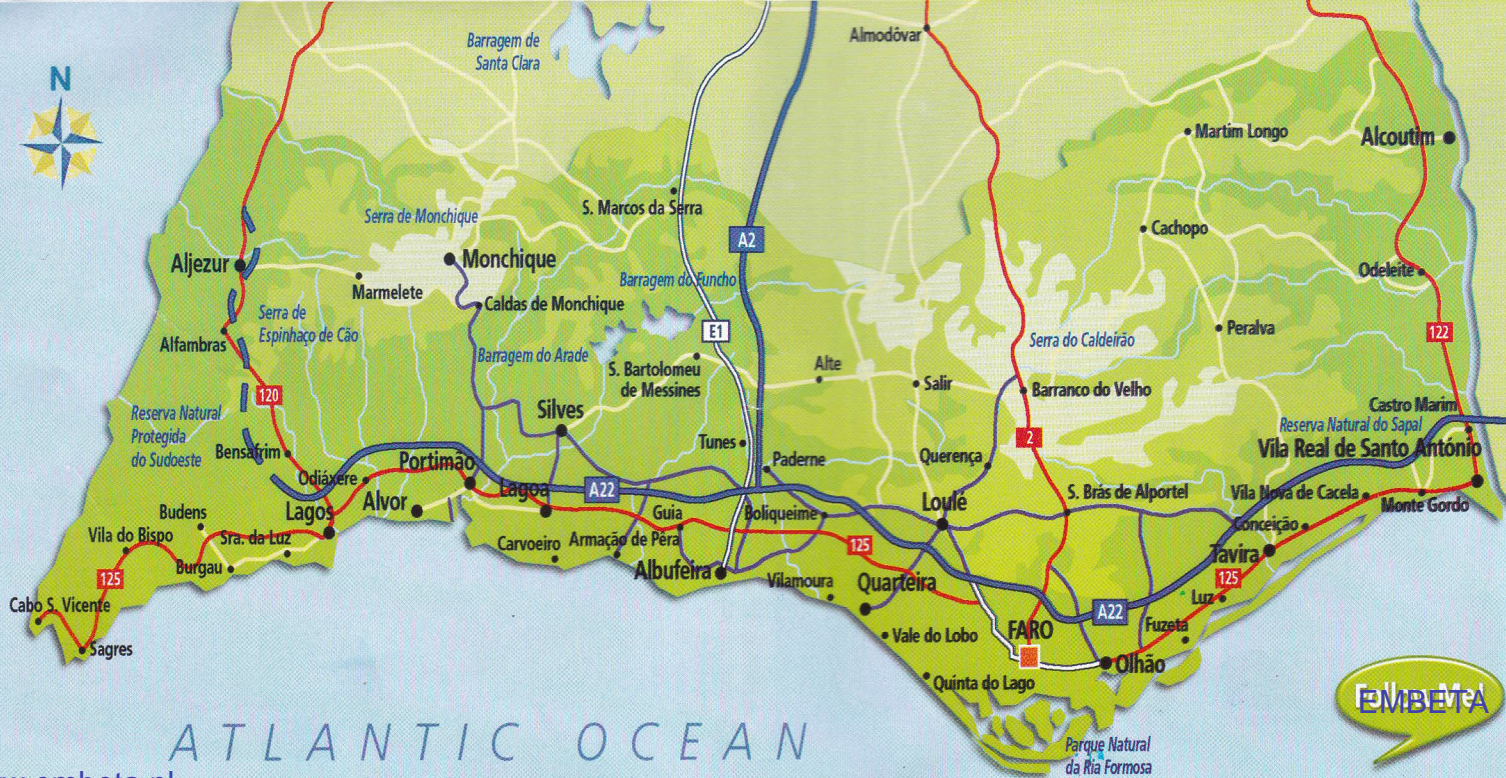 Barragem de
Santa Clara
Almodôvar
N
Martim Longo
Alcoutim
S. Marcos da Serra
Serra de Monchique
Cachopo
A2
Aljezur
Monchique
Marmelete
Caldas de Monchique
Barragem do Funcho
Odeleite
Serra de
Espinhaço de Cão
Alfambras
E1
Barragem do Arade
S. Bartolomeu
de Messines
Alte
Salir
Serra do Caldeirão
Peralva
122
Barranco do Velho
120
Reserva Natural
Protegida
do Sudoeste
Silves
Castro Marim
Reserva Natural do Sapal
Vila Real de Santo António
2
Bensafrim
Tunes
Paderne
Querença
Odiáxere
Portimão
Alvor
Lagoa
A22
Loulé
S. Brás de Alportel
Vila Nova de Cacela
Monte Gordo
Budens
Lagos
Vila do Bispo
Sra. da Luz
Burgau
Guia
Boliqueime
Conceição
Carvoeiro
Armação de Pêra
Albufeira
125
Tavira
125
125
Vilamoura
Quarteira
A22
Luz
Cabo S. Vicente
Sagres
Vale do Lobo
FARO
Fuzeta
Olhão
Quinta do Lago
EMBETA
ATLANTIC OCEAN
Parque Natural
da Ria Formosa